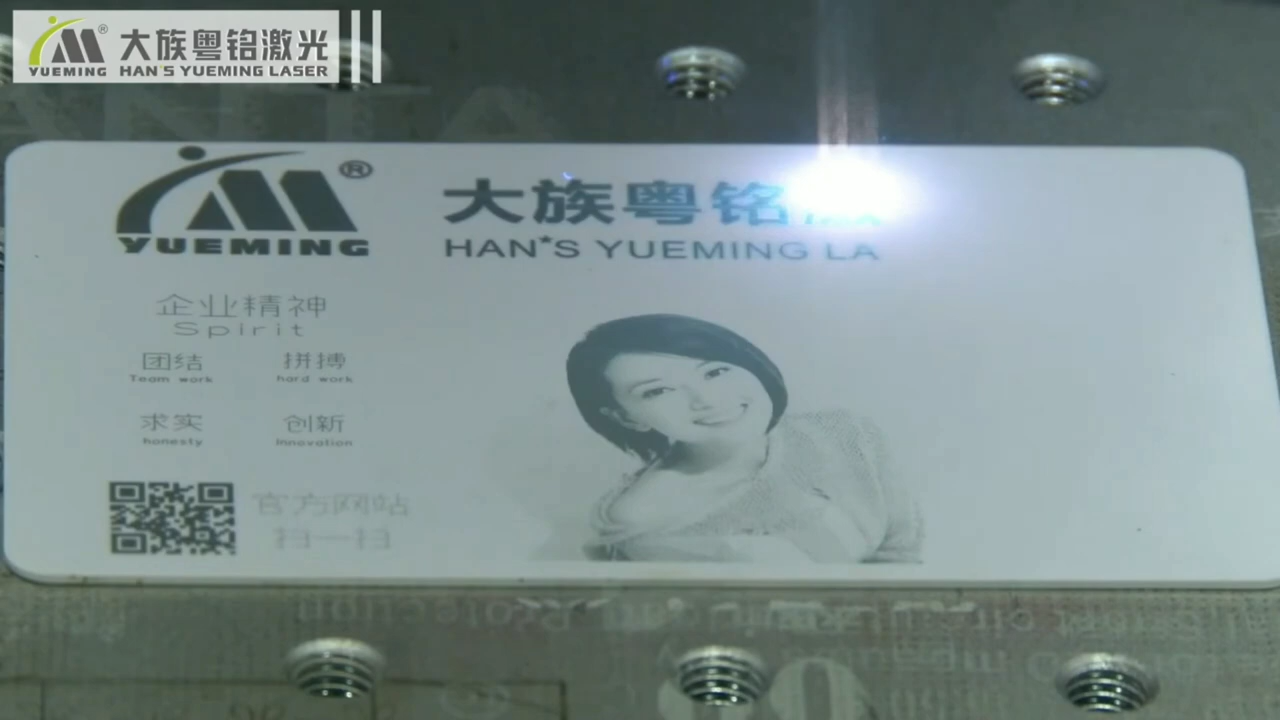 YUEMING
®
大族粤铭激光
HAN'S YUEMING LASER
®
YUEMING
大族粤铭
HAN*S YUEMING LA
企业精神
Spirit
团结
Team work
拼搏
hard work
求实
honesty
创新
Innovation
官方网站
扫一扫